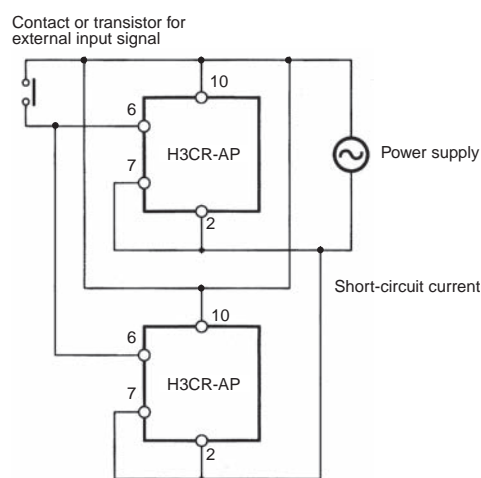 Contact or transistor for
external input signal
10
6
H3CR-AP
7
2
Power supply
Short-circuit current
10
6
H3CR-AP
7
2